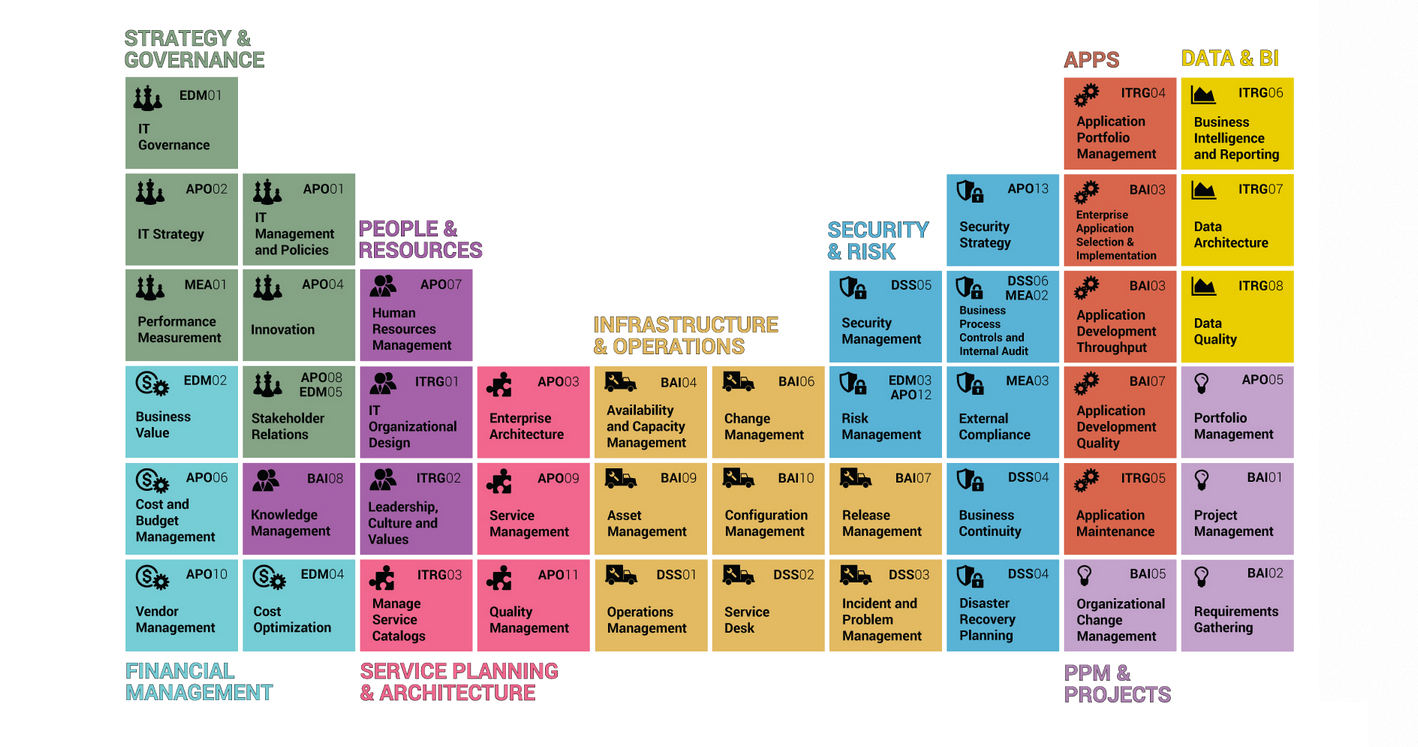 STRATEGY &
GOVERNANCE
APPS
DATA & BI
EDM01
IT
Governance
ITRG04
Application
Portfolio
Management
ITRG06
Business
Intelligence
and Reporting
APO02
IT Strategy
APO01
IT
Management
and Policies
PEOPLE &
RESOURCES
SECURITY
& RISK
APO13
Security
Strategy
BAI03
Enterprise
Application
Selection &
Implementation
ITRG07
Data
Architecture
MEA01
Performance
Measurement
APO04
Innovation
APO07
Human
Resources
Management
INFRASTRUCTURE
& OPERATIONS
DSS05
Security
Management
DSS06
MEA02
Business
Process
Controls and
Internal Audit
BAI03
Application
Development
Throughput
ITRG08
Data
Quality
EDM02
Business
Value
APO08
EDM05
Stakeholder
Relations
ITRG01
IT
Organizational
Design
APO03
Enterprise
Architecture
BAI04
Availability
and Capacity
Management
BAI06
Change
Management
EDM03
APO12
Risk
Management
MEA03
External
Compliance
BAI07
Application
Development
Quality
APO05
Portfolio
Management
APO06
Cost and
Budget
Management
BAI08
Knowledge
Management
ITRG02
Leadership,
Culture and
Values
APO09
Service
Management
BAI09
Asset
Management
BAI10
Configuration
Management
BAI07
Release
Management
DSS04
Business
Continuity
ITRG05
Application
Maintenance
BAI01
Project
Management
APO10
Vendor
Management
EDM04
Cost
Optimization
ITRG03
Manage
Service
Catalogs
APO11
Quality
Management
DSS01
Operations
Management
DSS02
Service
Desk
DSS03
Incident and
Problem
Management
DSS04
Disaster
Recovery
Planning
BAI05
Organizational
Change
Management
BAI02
Requirements
Gathering
FINANCIAL
MANAGEMENT
SERVICE PLANNING
& ARCHITECTURE
PPM &
PROJECTS